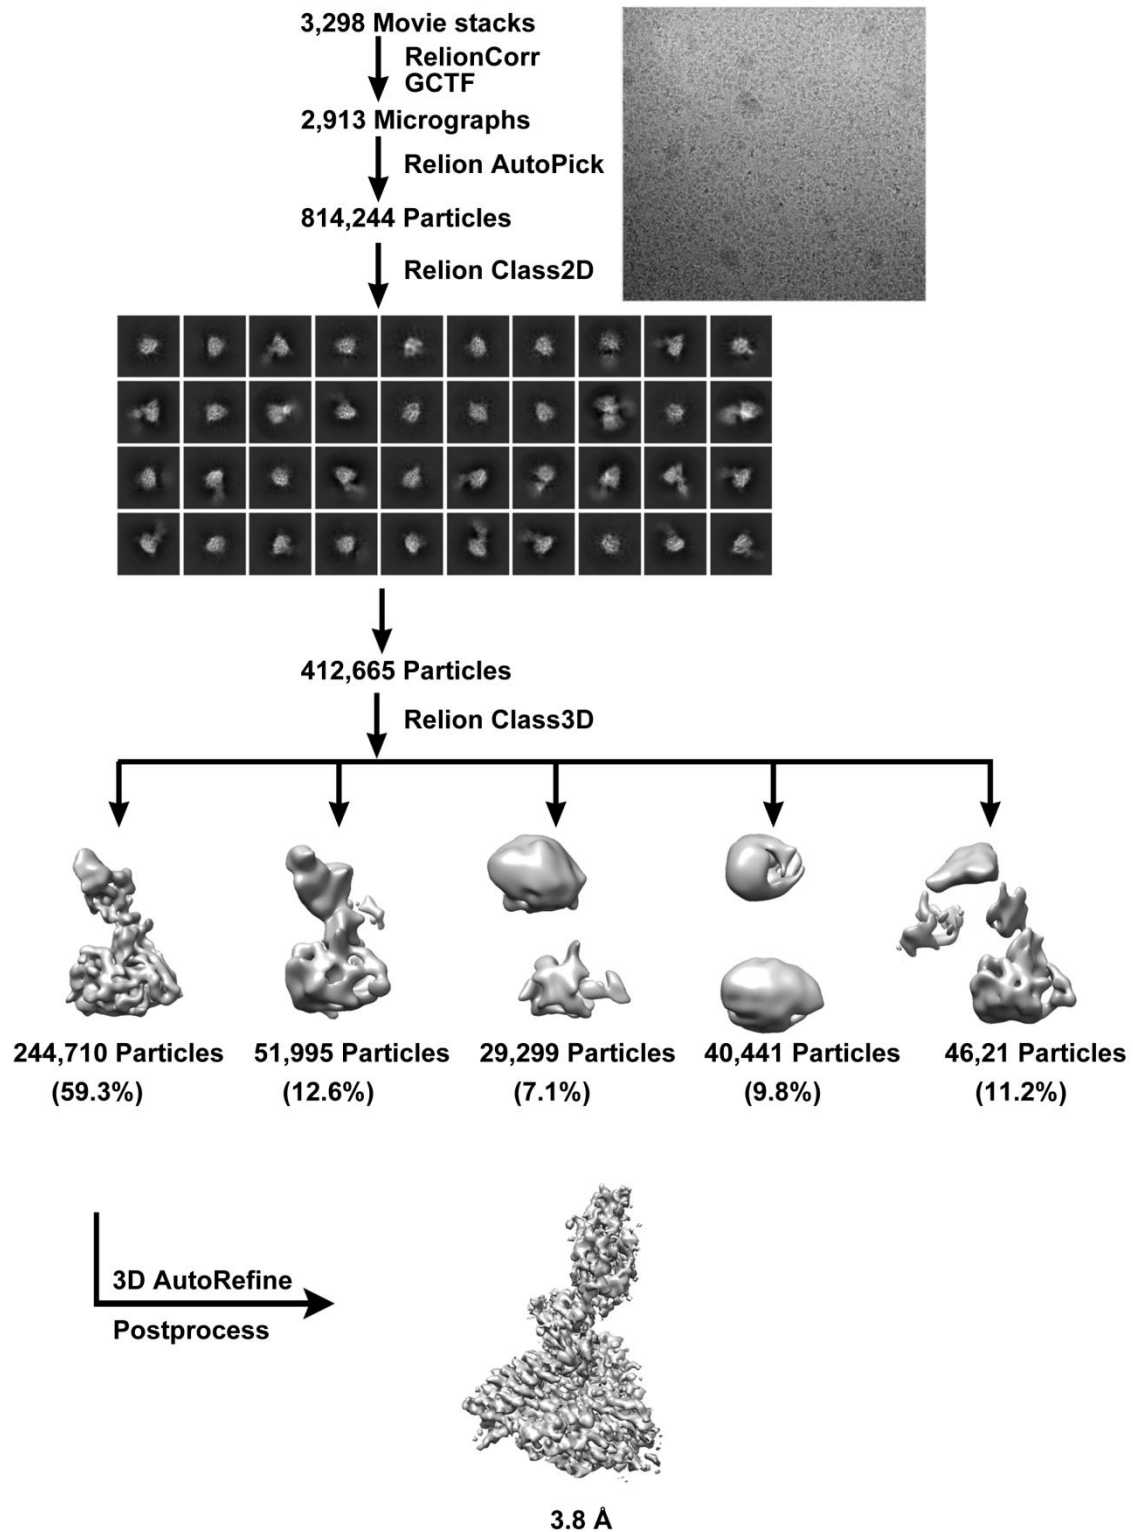 3,298 Movie stacks
RelionCorr
GCTF
2,913 Micrographs
Relion AutoPick
814,244 Particles
Relion Class2D
412,665 Particles
Relion Class3D
244,710 Particles
(59.3%)
51,995 Particles
(12.6%)
29,299 Particles
(7.1%)
40,441 Particles
(9.8%)
46,21 Particles
(11.2%)
3D AutoRefine
Postprocess
3.8 Å